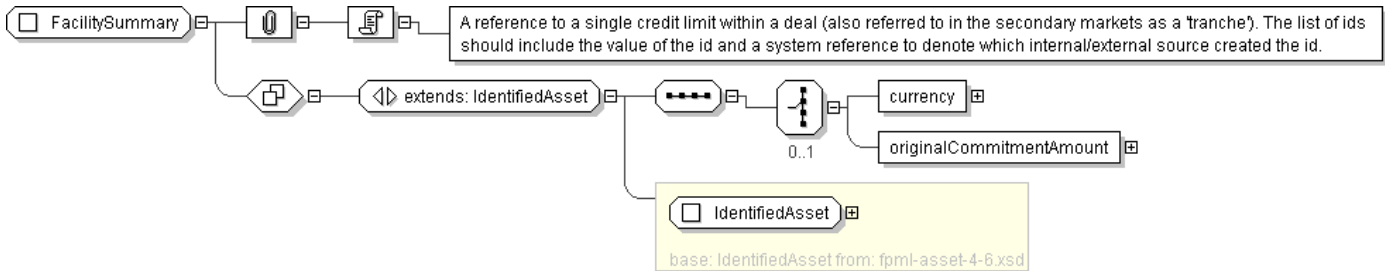 FacilitySummary
A reference to a single credit limit within a deal (also referred to in the secondary markets as a 'tranche'). The list of ids
should include the value of the id and a system reference to denote which internal/external source created the id.
extends: IdentifiedAsset
currency
0..1
originalCommitmentAmount
IdentifiedAsset
base: IdentifiedAsset from: fpml-asset-4-6.xsd